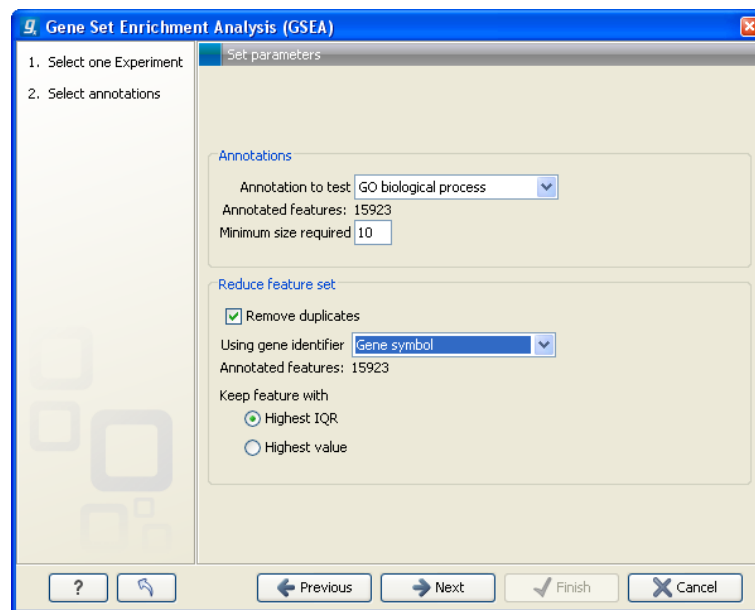 Gene Set Enrichment Analysis (GSEA)
1. Select one Experiment
2. Select annotations
Set parameters
Annotations
Annotation to test GO biological process
Annotated features: 15923
Minimum size required 10
Reduce feature set
Remove duplicates
Using gene identifier Gene symbol
Annotated features: 15923
Keep feature with
Highest IQR
Highest value
? Previous Next Finish Cancel